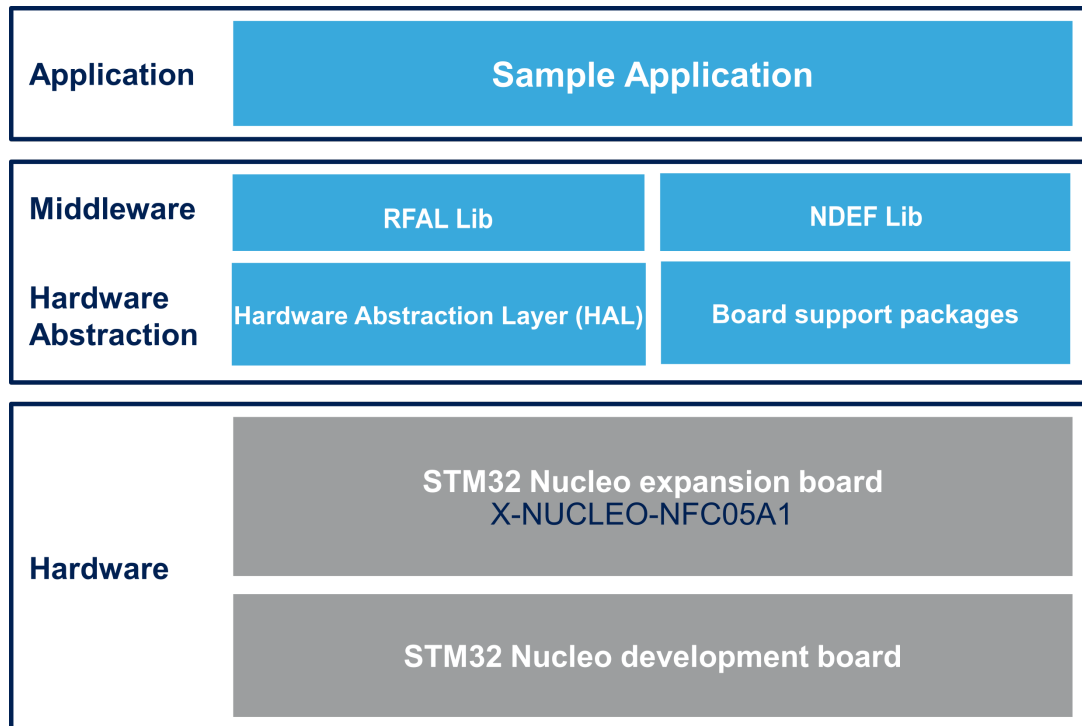 Application
Sample Application
Middleware
RFAL Lib
NDEF Lib
Hardware
Abstraction
Hardware Abstraction Layer (HAL)
Board support packages
Hardware
STM32 Nucleo expansion board
X-NUCLEO-NFC05A1
STM32 Nucleo development board